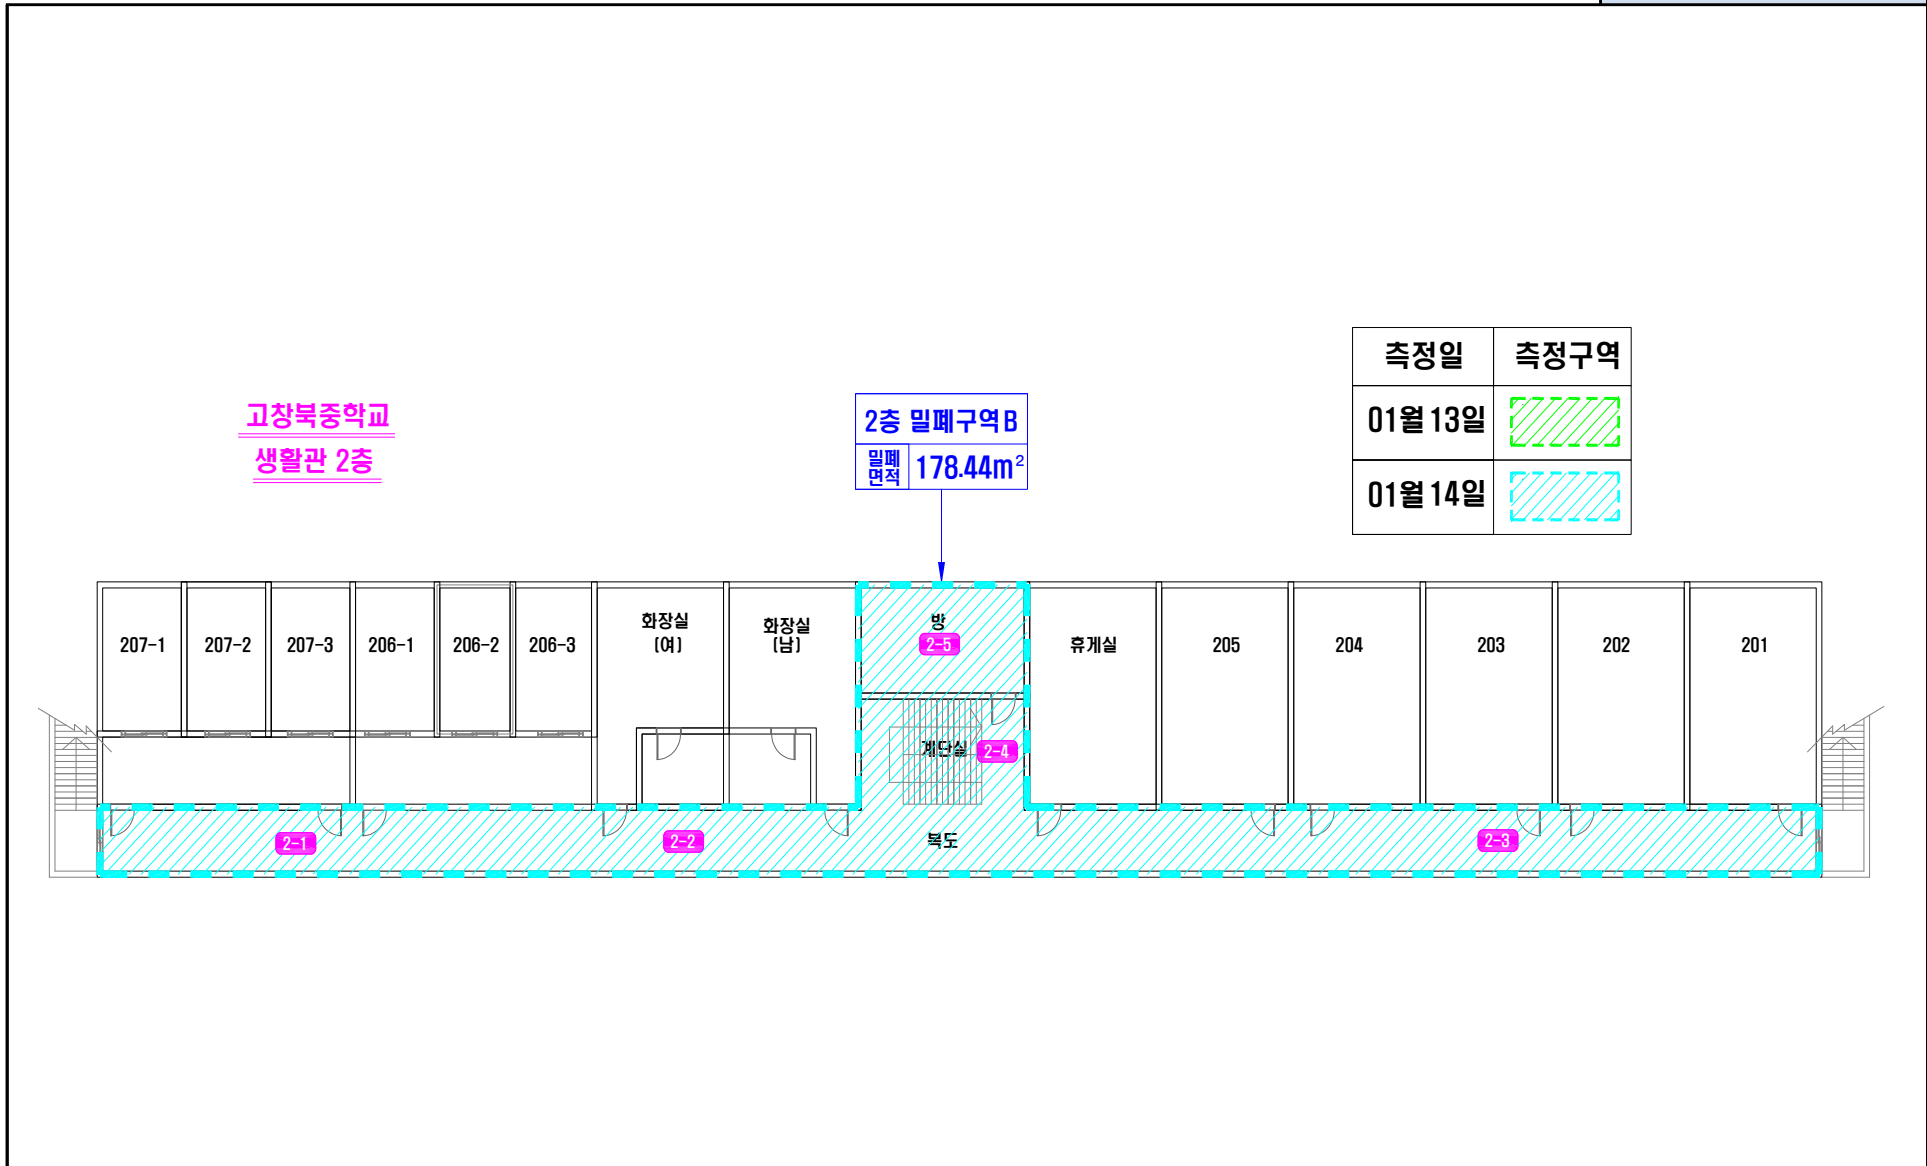 고창북중학교
생활관 2층
2층 밀폐구역B
밀폐
면적
178.44m²
측정일 측정구역
01월13일
01월14일
207-1 207-2 207-3 206-1 206-2 206-3
화장실
(여)
화장실
(남)
방
2-5
휴게실
205 204 203 202 201
계단실
2-4
2-1
2-2
복도
2-3